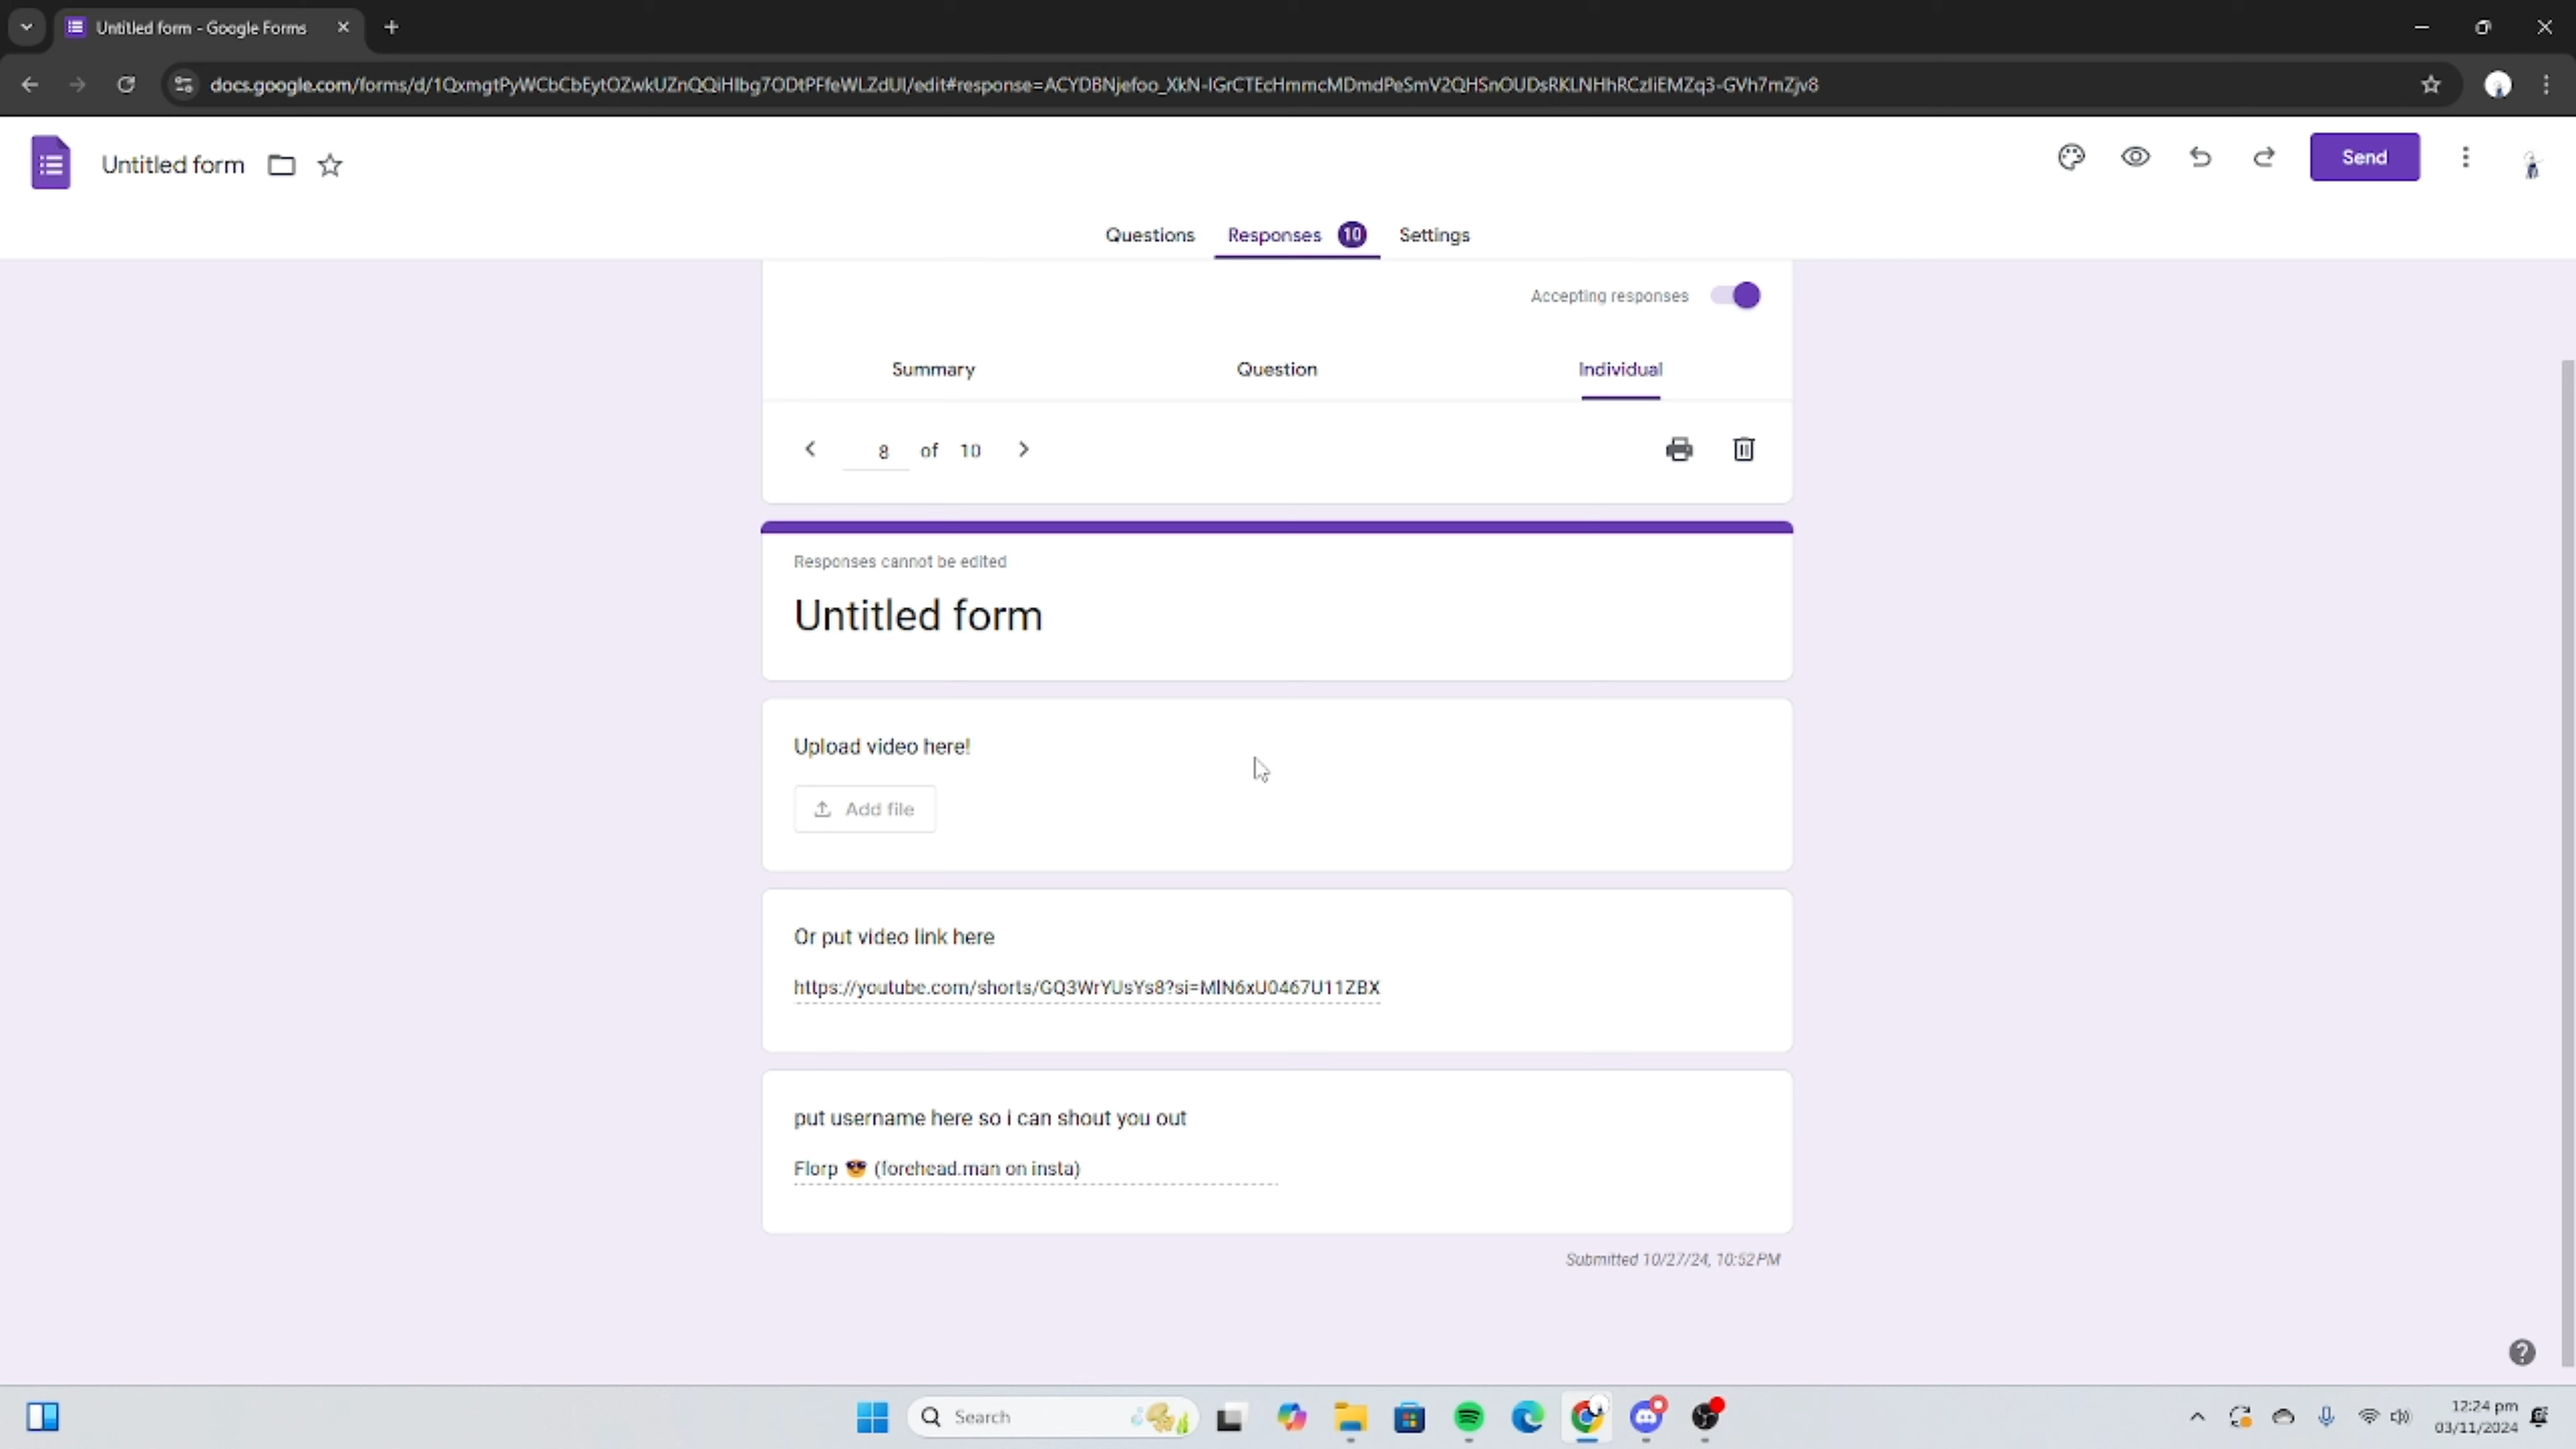 Untitled form - Google Forms
docs.google.com/forms/d/1QxmgtPyWCbCbEytOZwkUZnQQiHIbg7ODtPFfeWLZdUI/edit#response=ACYDBNjefoo_XkN-IGrCTEcHmmcMDmdPeSmV2QHSnOUDsRKLNHhRCzIiEMZq3-GVh7mZjv8
Untitled form
Send
Questions
Responses 10
Settings
Accepting responses
Summary
Question
Individual
8 of 10
Responses cannot be edited
Untitled form
Upload video here!
Add file
Or put video link here
https://youtube.com/shorts/GQ3WrYUsYs8?si=MlN6xU0467U11ZBX
put username here so i can shout you out
Florp 😎 (forehead.man on insta)
Submitted 10/27/24, 10:52 PM
Search
12:24 pm
03/11/2024